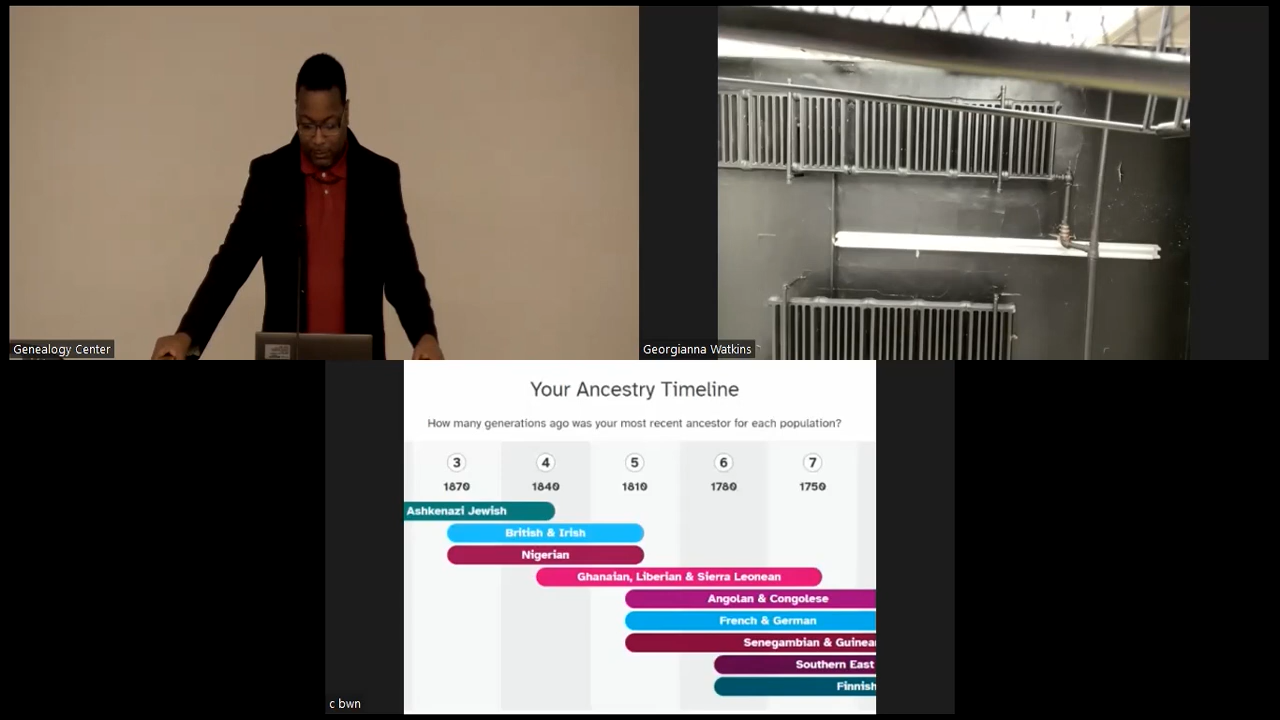 Genealogy Center
Georgianna Watkins
Your Ancestry Timeline
How many generations ago was your most recent ancestor for each population?
3 4 5 6 7
1870 1840 1810 1780 1750
Ashkenazi Jewish
British & Irish
Nigerian
Ghanaian, Liberian & Sierra Leonean
Angolan & Congolese
French & German
Senegambian & Guinean
Southern East
Finnish
c bwn